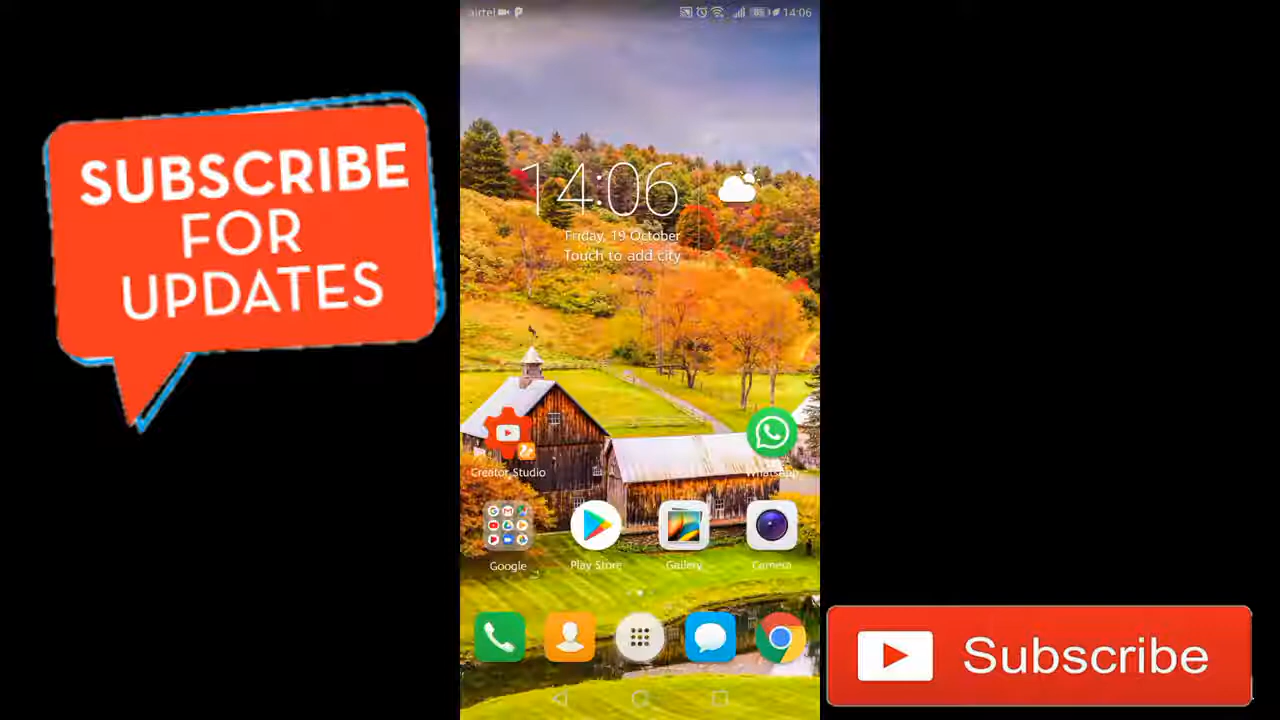 airtel
85
14:06
SUBSCRIBE
FOR
UPDATES
14:06
Friday, 19 October
Touch to add city
Creator Studio
WhatsApp
Google
Play Store
Gallery
Camera
Subscribe